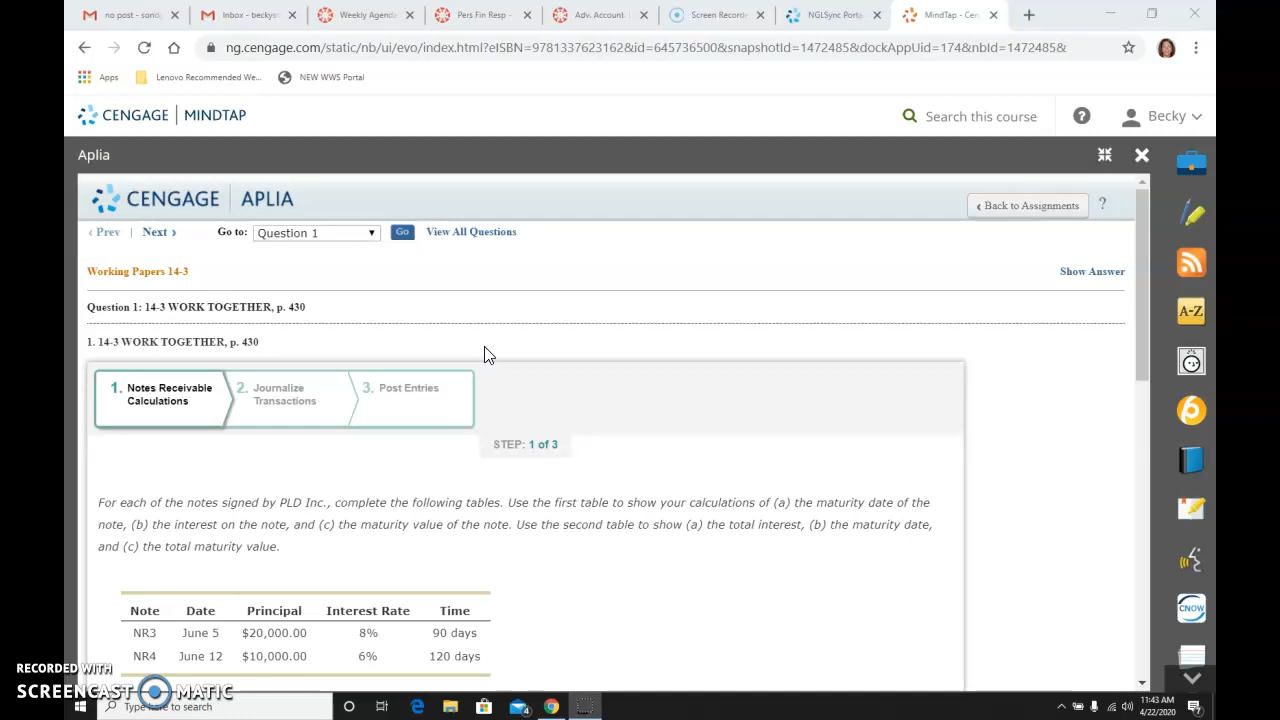 no post - sond
Inbox - beckysm
Weekly Agenda
Pers Fin Resp -
Adv. Account.
Screen Recorde
NGLSync Porta
MindTap - Cen
ng.cengage.com/static/nb/ui/evo/index.html?eISBN=9781337623162&id=645736500&snapshotId=1472485&dockAppUid=174&nbId=1472485&
Apps
Lenovo Recommended We...
NEW WWS Portal
CENGAGE | MINDTAP
Search this course
?
Becky
Aplia
CENGAGE | APLIA
‹ Back to Assignments
?
‹ Prev | Next ›
Go to: Question 1
Go
View All Questions
Working Papers 14-3
Show Answer
Question 1: 14-3 WORK TOGETHER, p. 430
1. 14-3 WORK TOGETHER, p. 430
1. Notes Receivable
Calculations
2. Journalize
Transactions
3. Post Entries
STEP: 1 of 3
For each of the notes signed by PLD Inc., complete the following tables. Use the first table to show your calculations of (a) the maturity date of the
note, (b) the interest on the note, and (c) the maturity value of the note. Use the second table to show (a) the total interest, (b) the maturity date,
and (c) the total maturity value.
Note Date Principal Interest Rate Time
NR3 June 5 $20,000.00 8% 90 days
NR4 June 12 $10,000.00 6% 120 days
A-Z
CNOW
RECORDED WITH
SCREENCAST MATIC
Type here to search
4
11:43 AM
4/22/2020